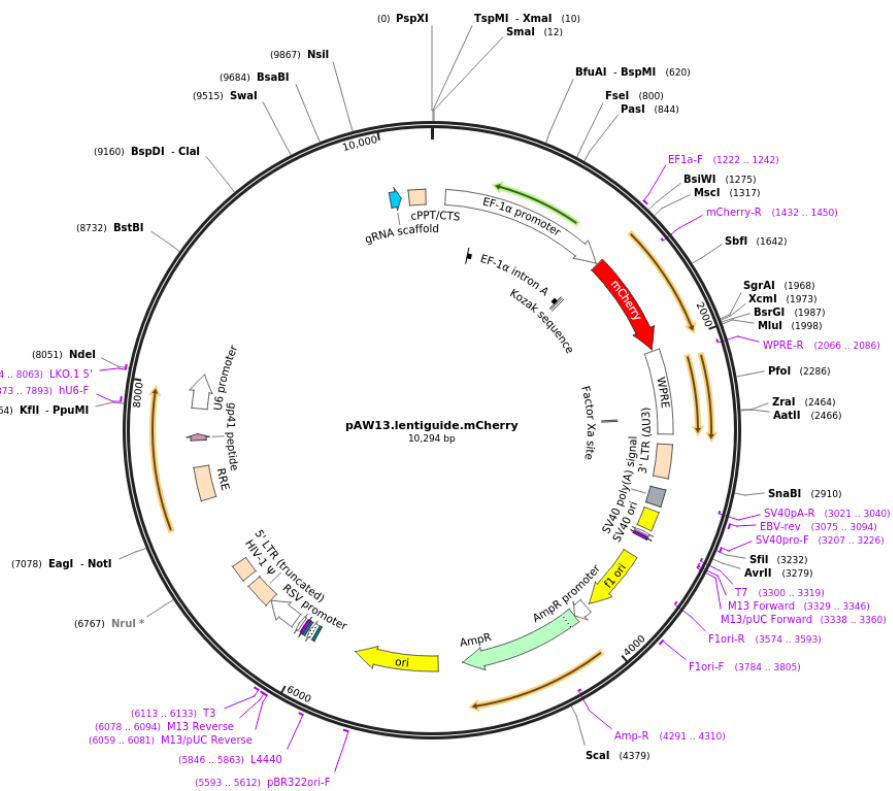 (0) PspXI
TspMI - XmaI (10)
SmaI (12)
BfuAI - BspMI (620)
FseI (800)
PasI (844)
EF1a-F (1222 .. 1242)
BsiWI (1275)
MscI (1317)
mCherry-R (1432 .. 1450)
SbfI (1642)
SgrAI (1968)
XcmI (1973)
BsrGI (1987)
MluI (1998)
WPRE-R (2066 .. 2086)
PfoI (2286)
ZraI (2464)
AatII (2466)
SnaBI (2910)
SV40pA-R (3021 .. 3040)
EBV-rev (3075 .. 3094)
SV40pro-F (3207 .. 3226)
SfiI (3232)
AvrII (3279)
T7 (3300 .. 3319)
M13 Forward (3329 .. 3346)
M13/pUC Forward (3338 .. 3360)
F1ori-R (3574 .. 3593)
F1ori-F (3784 .. 3805)
Amp-R (4291 .. 4310)
ScaI (4379)
(5593 .. 5612) pBR322ori-F
(5846 .. 5863) L4440
(6059 .. 6081) M13/pUC Reverse
(6078 .. 6094) M13 Reverse
(6113 .. 6133) T3
(6767) NruI *
(7078) EagI - NotI
54) KflI - PpuMI
373 .. 7893) hU6-F
4 .. 8063) LKO.1 5'
(8051) NdeI
(8732) BstBI
(9160) BspDI - ClaI
(9515) SwaI
(9684) BsaBI
(9867) NsiI
2000
4000
6000
8000
10,000
cPPT/CTS
gRNA scaffold
EF-1α promoter
EF-1α intron A
Kozak sequence
mCherry
WPRE
Factor Xa site
3' LTR (ΔU3)
SV40 poly(A) signal
SV40 ori
f1 ori
AmpR promoter
AmpR
ori
RSV promoter
5' LTR (truncated)
HIV-1 Ψ
RRE
gp41 peptide
U6 promoter
pAW13.lentiguide.mCherry
10,294 bp